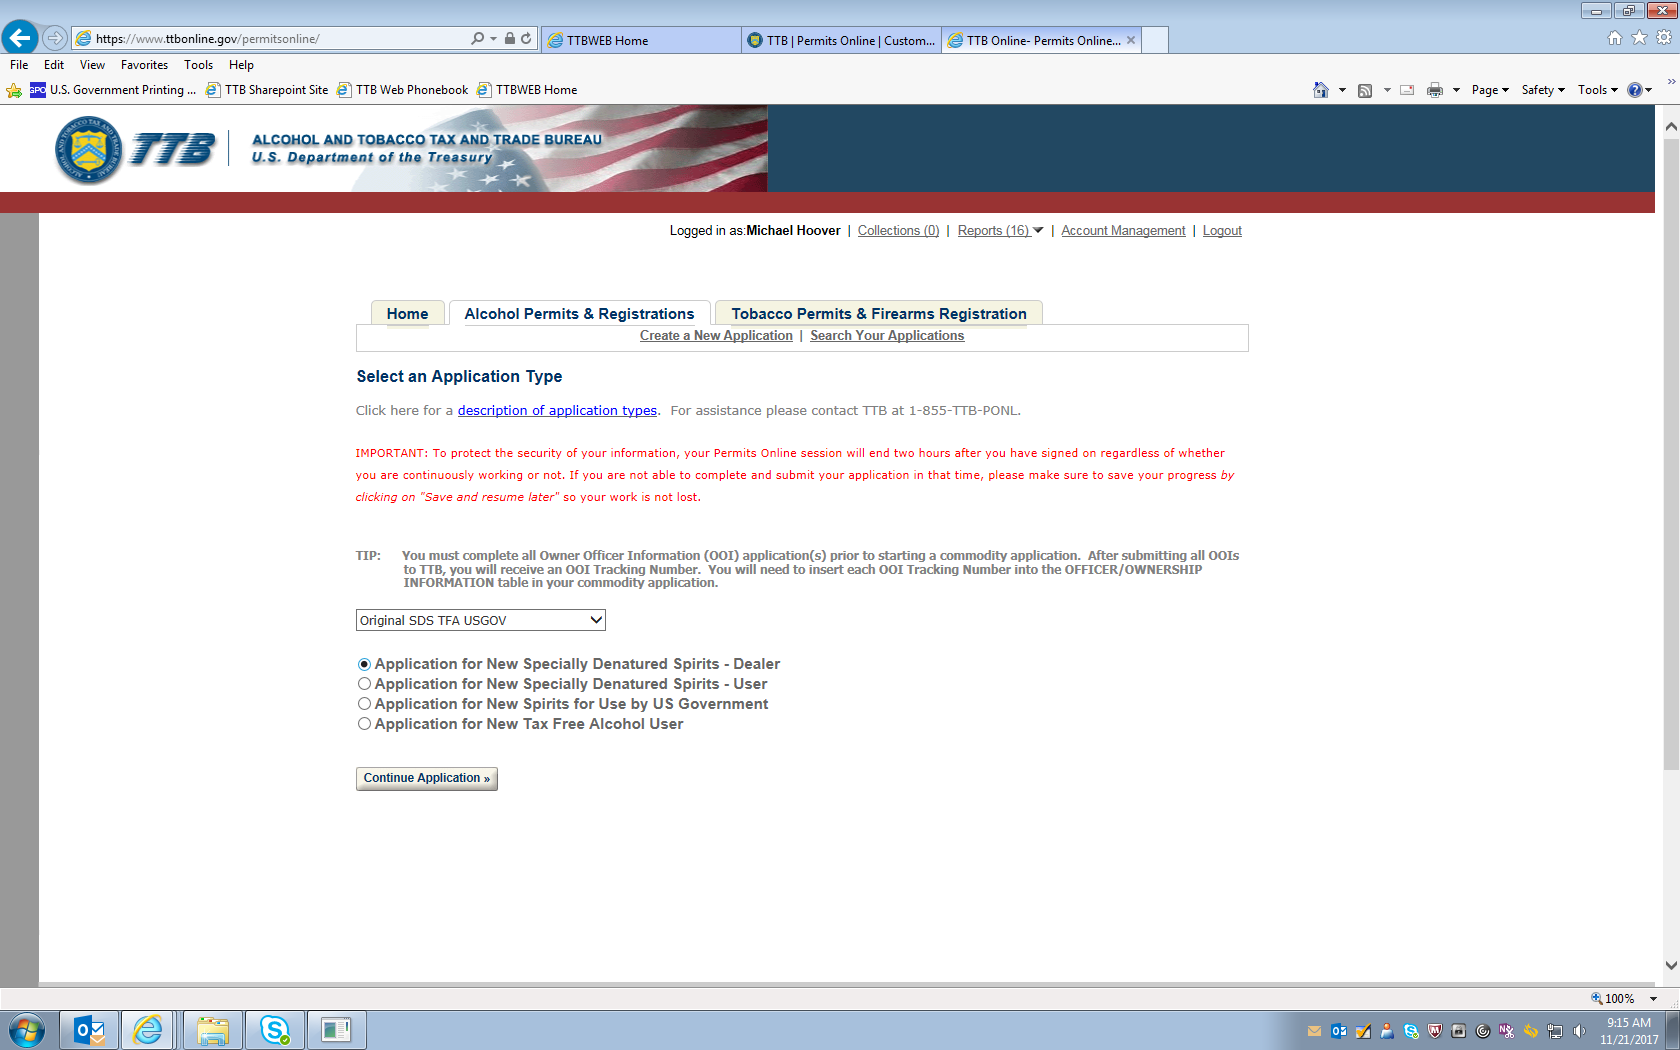 https://www.ttbonline.gov/permitsonline/
TTBWEB Home
TTB | Permits Online | Custom...
TTB Online- Permits Online...
File Edit View Favorites Tools Help
GPO U.S. Government Printing ... TTB Sharepoint Site TTB Web Phonebook TTBWEB Home
Page Safety Tools
TTB
ALCOHOL AND TOBACCO TAX AND TRADE BUREAU
U.S. Department of the Treasury
Logged in as:Michael Hoover | Collections (0) | Reports (16) | Account Management | Logout
Home Alcohol Permits & Registrations Tobacco Permits & Firearms Registration
Create a New Application | Search Your Applications
Select an Application Type
Click here for a description of application types. For assistance please contact TTB at 1-855-TTB-PONL.
IMPORTANT: To protect the security of your information, your Permits Online session will end two hours after you have signed on regardless of whether
you are continuously working or not. If you are not able to complete and submit your application in that time, please make sure to save your progress by
clicking on "Save and resume later" so your work is not lost.
TIP: You must complete all Owner Officer Information (OOI) application(s) prior to starting a commodity application. After submitting all OOIs
to TTB, you will receive an OOI Tracking Number. You will need to insert each OOI Tracking Number into the OFFICER/OWNERSHIP
INFORMATION table in your commodity application.
Original SDS TFA USGOV
Application for New Specially Denatured Spirits - Dealer
Application for New Specially Denatured Spirits - User
Application for New Spirits for Use by US Government
Application for New Tax Free Alcohol User
Continue Application »
100%
9:15 AM
11/21/2017